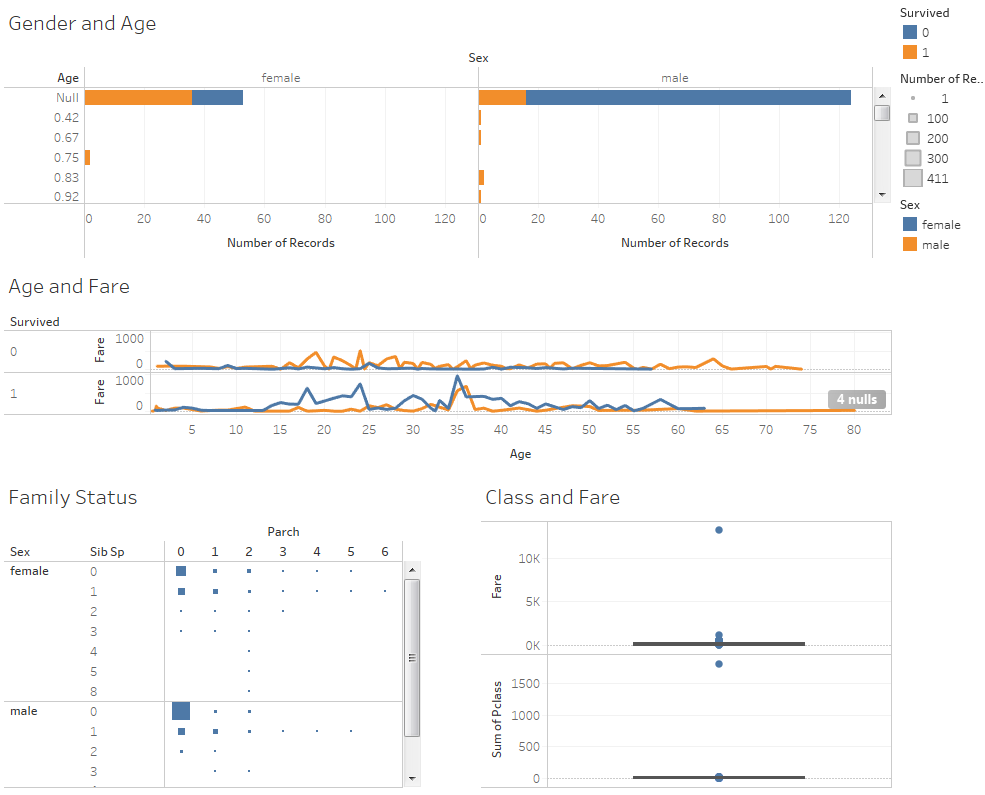 Gender and Age
Sex
Age female male
Null
0.42
0.67
0.75
0.83
0.92
0 20 40 60 80 100 120 0 20 40 60 80 100 120
Number of Records Number of Records
Survived
0
1
Number of Re..
1
100
200
300
411
Sex
female
male
Age and Fare
Survived
0 Fare 1000 0
1 Fare 1000 0
4 nulls
5 10 15 20 25 30 35 40 45 50 55 60 65 70 75 80
Age
Family Status
Parch
Sex Sib Sp 0 1 2 3 4 5 6
female 0
1
2
3
4
5
8
male 0
1
2
3
Class and Fare
Fare
10K
5K
0K
Sum of Pclass
1500
1000
500
0